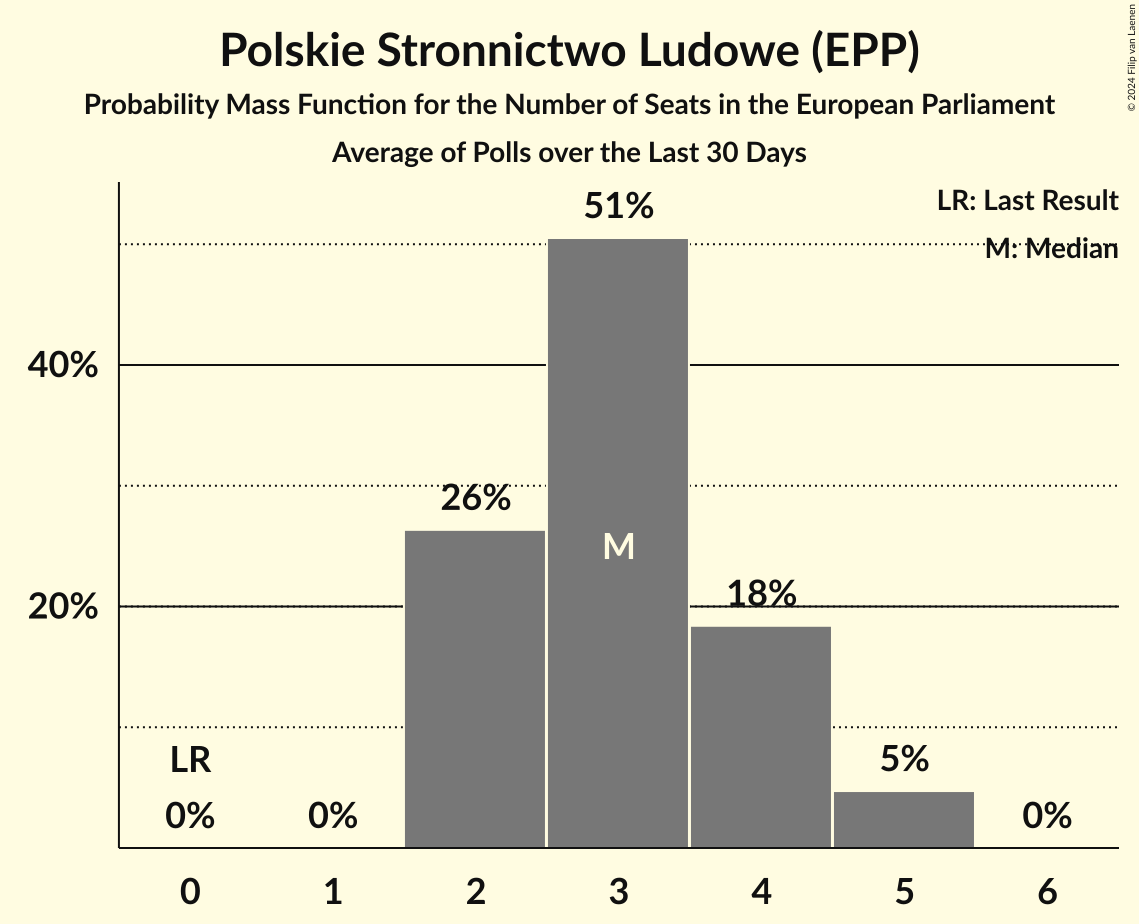 Polskie Stronnictwo Ludowe (EPP)
Probability Mass Function for the Number of Seats in the European Parliament
Average of Polls over the Last 30 Days
© 2024 Filip van Laenen
LR: Last Result
M: Median
51%
40%
26%
M
20%
18%
LR
5%
0%
0%
0%
0 1 2 3 4 5 6